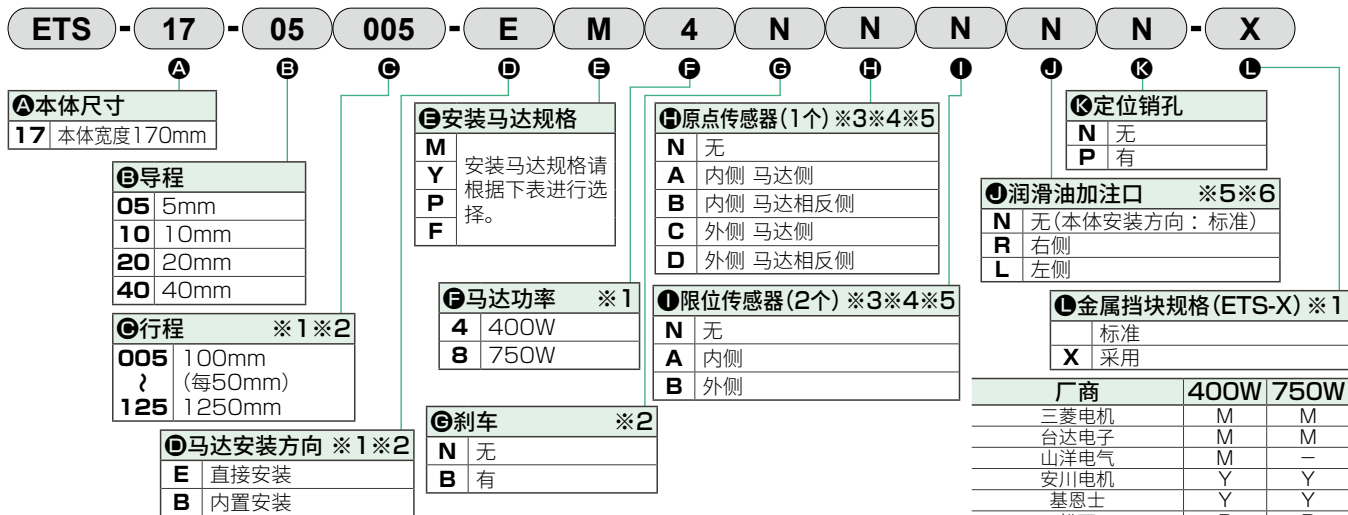 ETS - 17 - 05 005 - E M 4 N N N N N - X
A B C D E F G H I J K L
A本体尺寸
17 本体宽度170mm
B导程
05 5mm
10 10mm
20 20mm
40 40mm
C行程 ※1※2
005 100mm
~ (每50mm)
125 1250mm
D马达安装方向 ※1※2
E 直接安装
B 内置安装
E安装马达规格
M
Y
P
F
安装马达规格请
根据下表进行选
择。
F马达功率 ※1
4 400W
8 750W
G刹车 ※2
N 无
B 有
H原点传感器(1个)※3※4※5
N 无
A 内侧 马达侧
B 内侧 马达相反侧
C 外侧 马达侧
D 外侧 马达相反侧
I限位传感器(2个)※3※4※5
N 无
A 内侧
B 外侧
K定位销孔
N 无
P 有
J润滑油加注口 ※5※6
N 无(本体安装方向：标准)
R 右侧
L 左侧
L金属挡块规格(ETS-X)※1
标准
X 采用
厂商 400W 750W
三菱电机 M M
台达电子 M M
山洋电气 M −
安川电机 Y Y
基恩士 Y Y